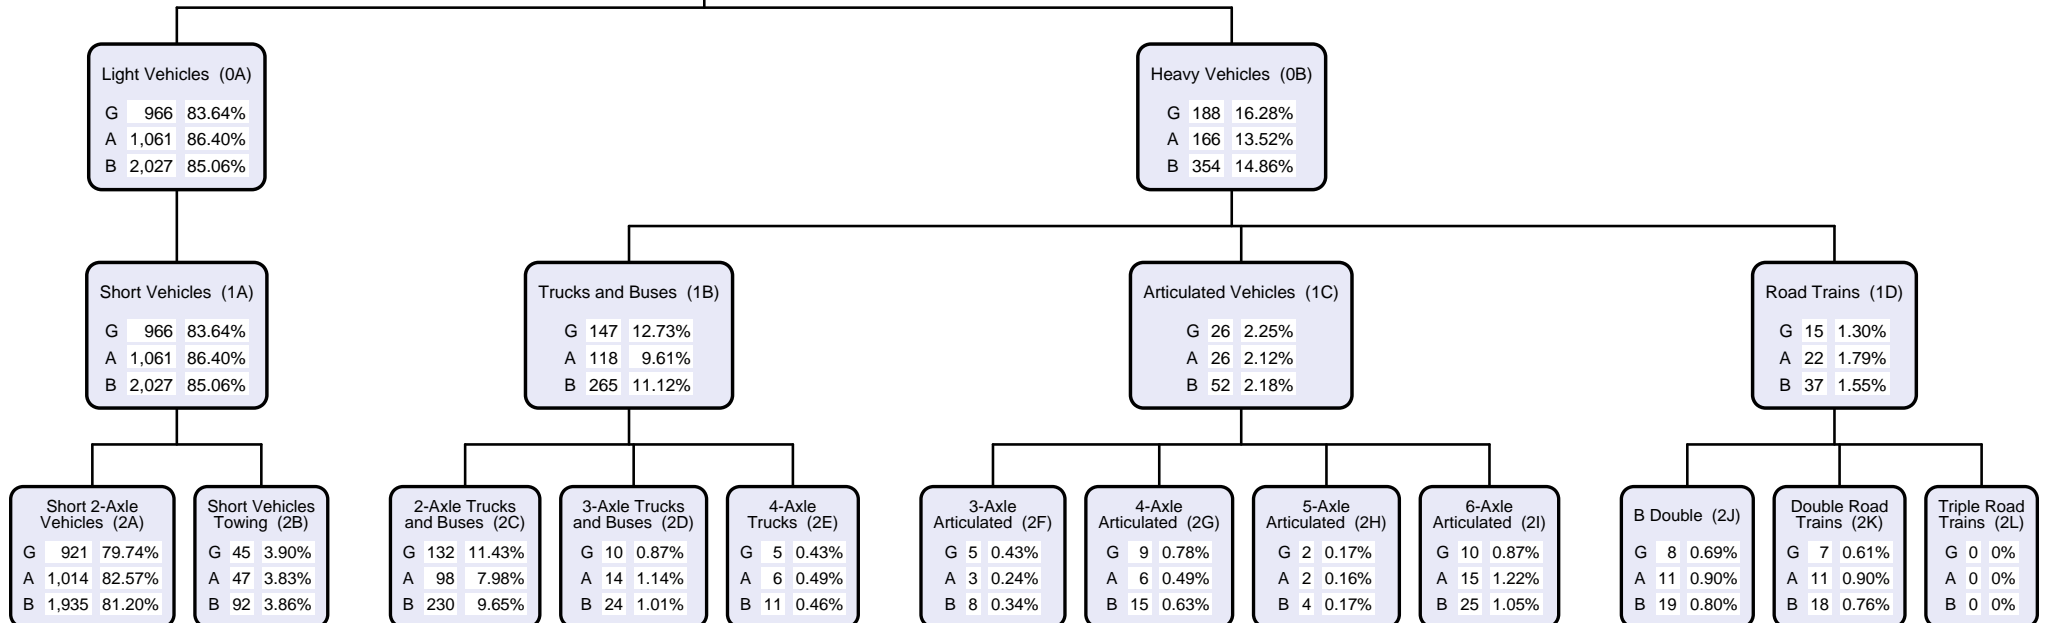 Light Vehicles (0A)
G 966 83.64%
A 1,061 86.40%
B 2,027 85.06%
Heavy Vehicles (0B)
G 188 16.28%
A 166 13.52%
B 354 14.86%
Short Vehicles (1A)
G 966 83.64%
A 1,061 86.40%
B 2,027 85.06%
Trucks and Buses (1B)
G 147 12.73%
A 118 9.61%
B 265 11.12%
Articulated Vehicles (1C)
G 26 2.25%
A 26 2.12%
B 52 2.18%
Road Trains (1D)
G 15 1.30%
A 22 1.79%
B 37 1.55%
Short 2-Axle
Vehicles (2A)
G 921 79.74%
A 1,014 82.57%
B 1,935 81.20%
Short Vehicles
Towing (2B)
G 45 3.90%
A 47 3.83%
B 92 3.86%
2-Axle Trucks
and Buses (2C)
G 132 11.43%
A 98 7.98%
B 230 9.65%
3-Axle Trucks
and Buses (2D)
G 10 0.87%
A 14 1.14%
B 24 1.01%
4-Axle
Trucks (2E)
G 5 0.43%
A 6 0.49%
B 11 0.46%
3-Axle
Articulated (2F)
G 5 0.43%
A 3 0.24%
B 8 0.34%
4-Axle
Articulated (2G)
G 9 0.78%
A 6 0.49%
B 15 0.63%
5-Axle
Articulated (2H)
G 2 0.17%
A 2 0.16%
B 4 0.17%
6-Axle
Articulated (2I)
G 10 0.87%
A 15 1.22%
B 25 1.05%
B Double (2J)
G 8 0.69%
A 11 0.90%
B 19 0.80%
Double Road
Trains (2K)
G 7 0.61%
A 11 0.90%
B 18 0.76%
Triple Road
Trains (2L)
G 0 0%
A 0 0%
B 0 0%